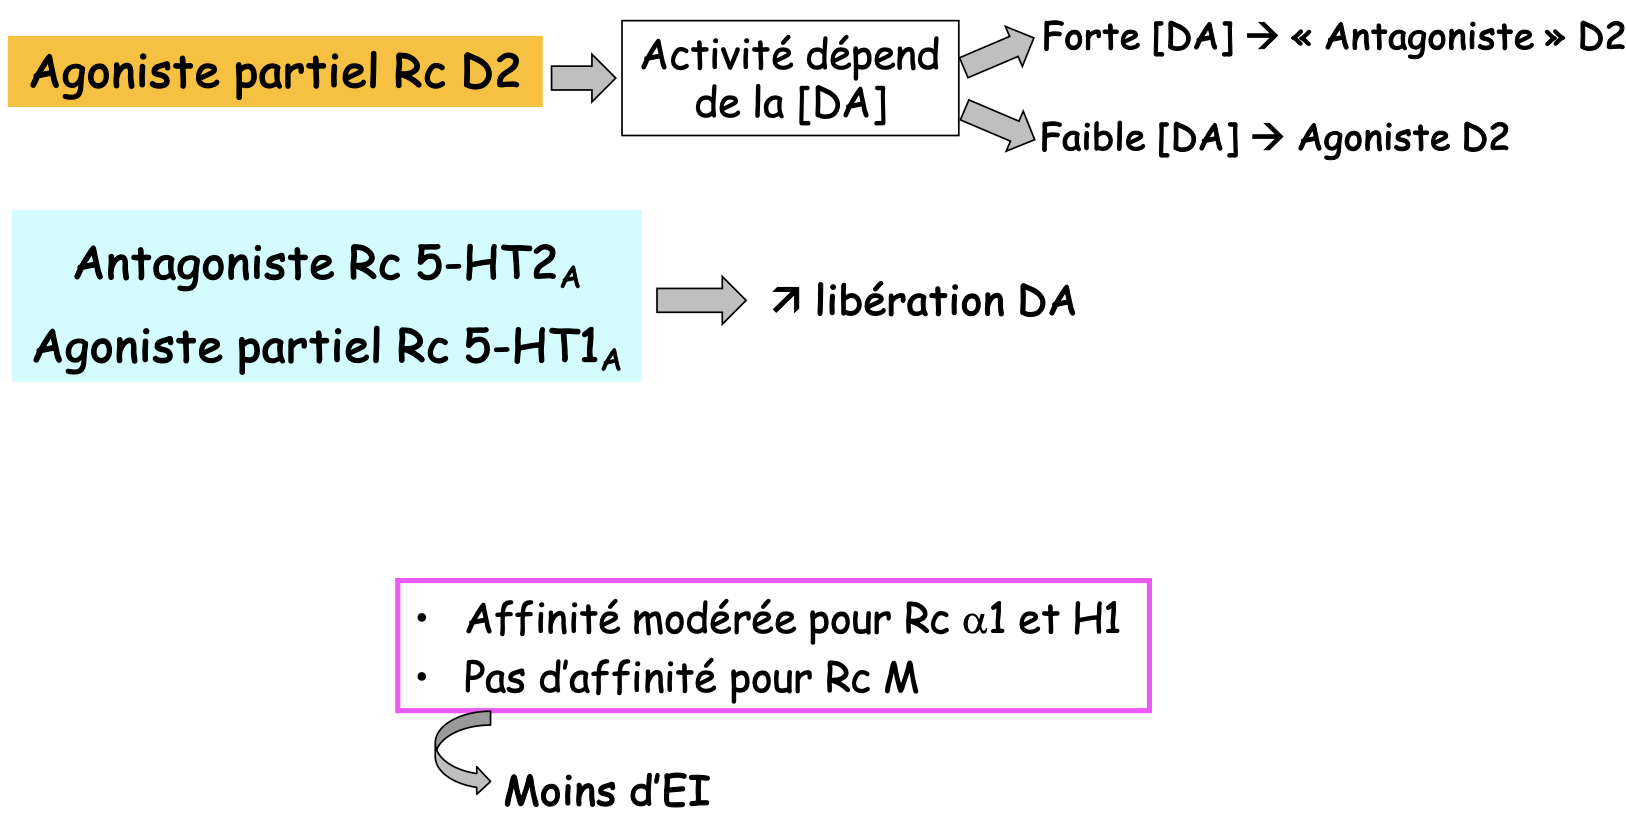 Agoniste partiel Rc D2
Activité dépend
de la [DA]
Forte [DA] → « Antagoniste » D2
Faible [DA] → Agoniste D2
Antagoniste Rc 5-HT2A
Agoniste partiel Rc 5-HT1A
↗ libération DA
• Affinité modérée pour Rc α1 et H1
• Pas d’affinité pour Rc M
Moins d’EI